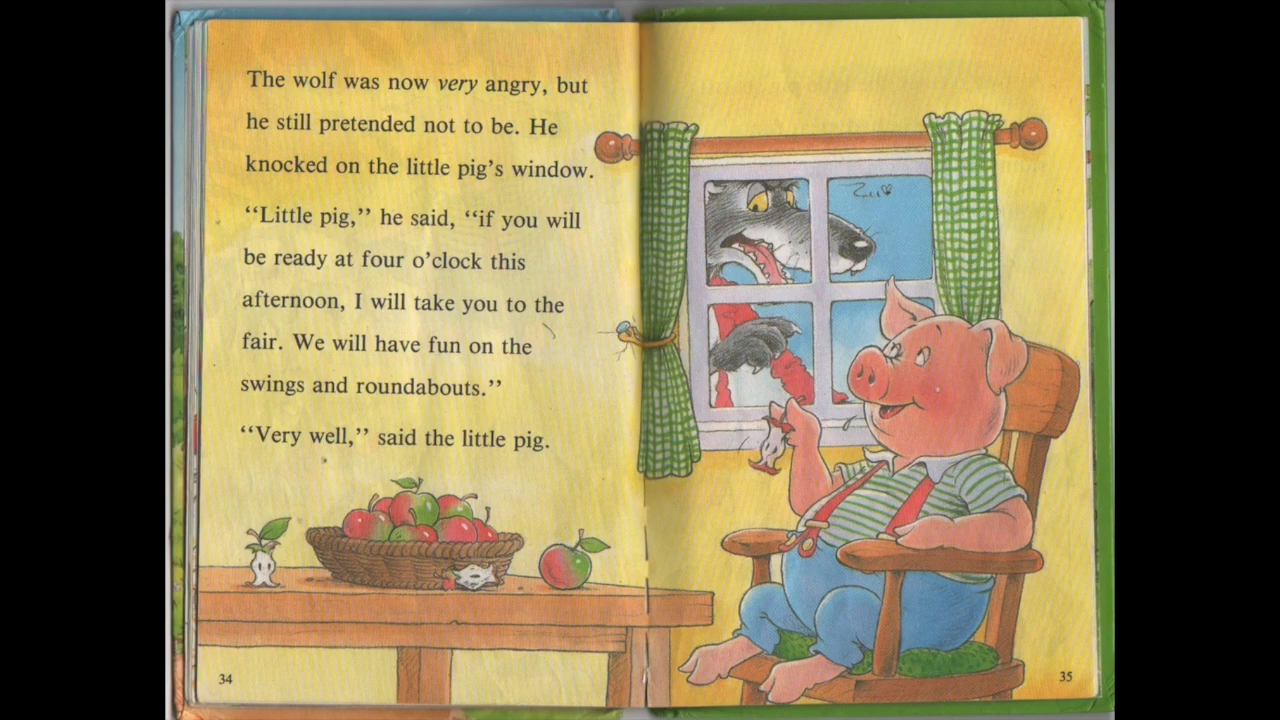 The wolf was now very angry, but
he still pretended not to be. He
knocked on the little pig’s window.
“Little pig,” he said, “if you will
be ready at four o’clock this
afternoon, I will take you to the
fair. We will have fun on the
swings and roundabouts.”
“Very well,” said the little pig.
34
35